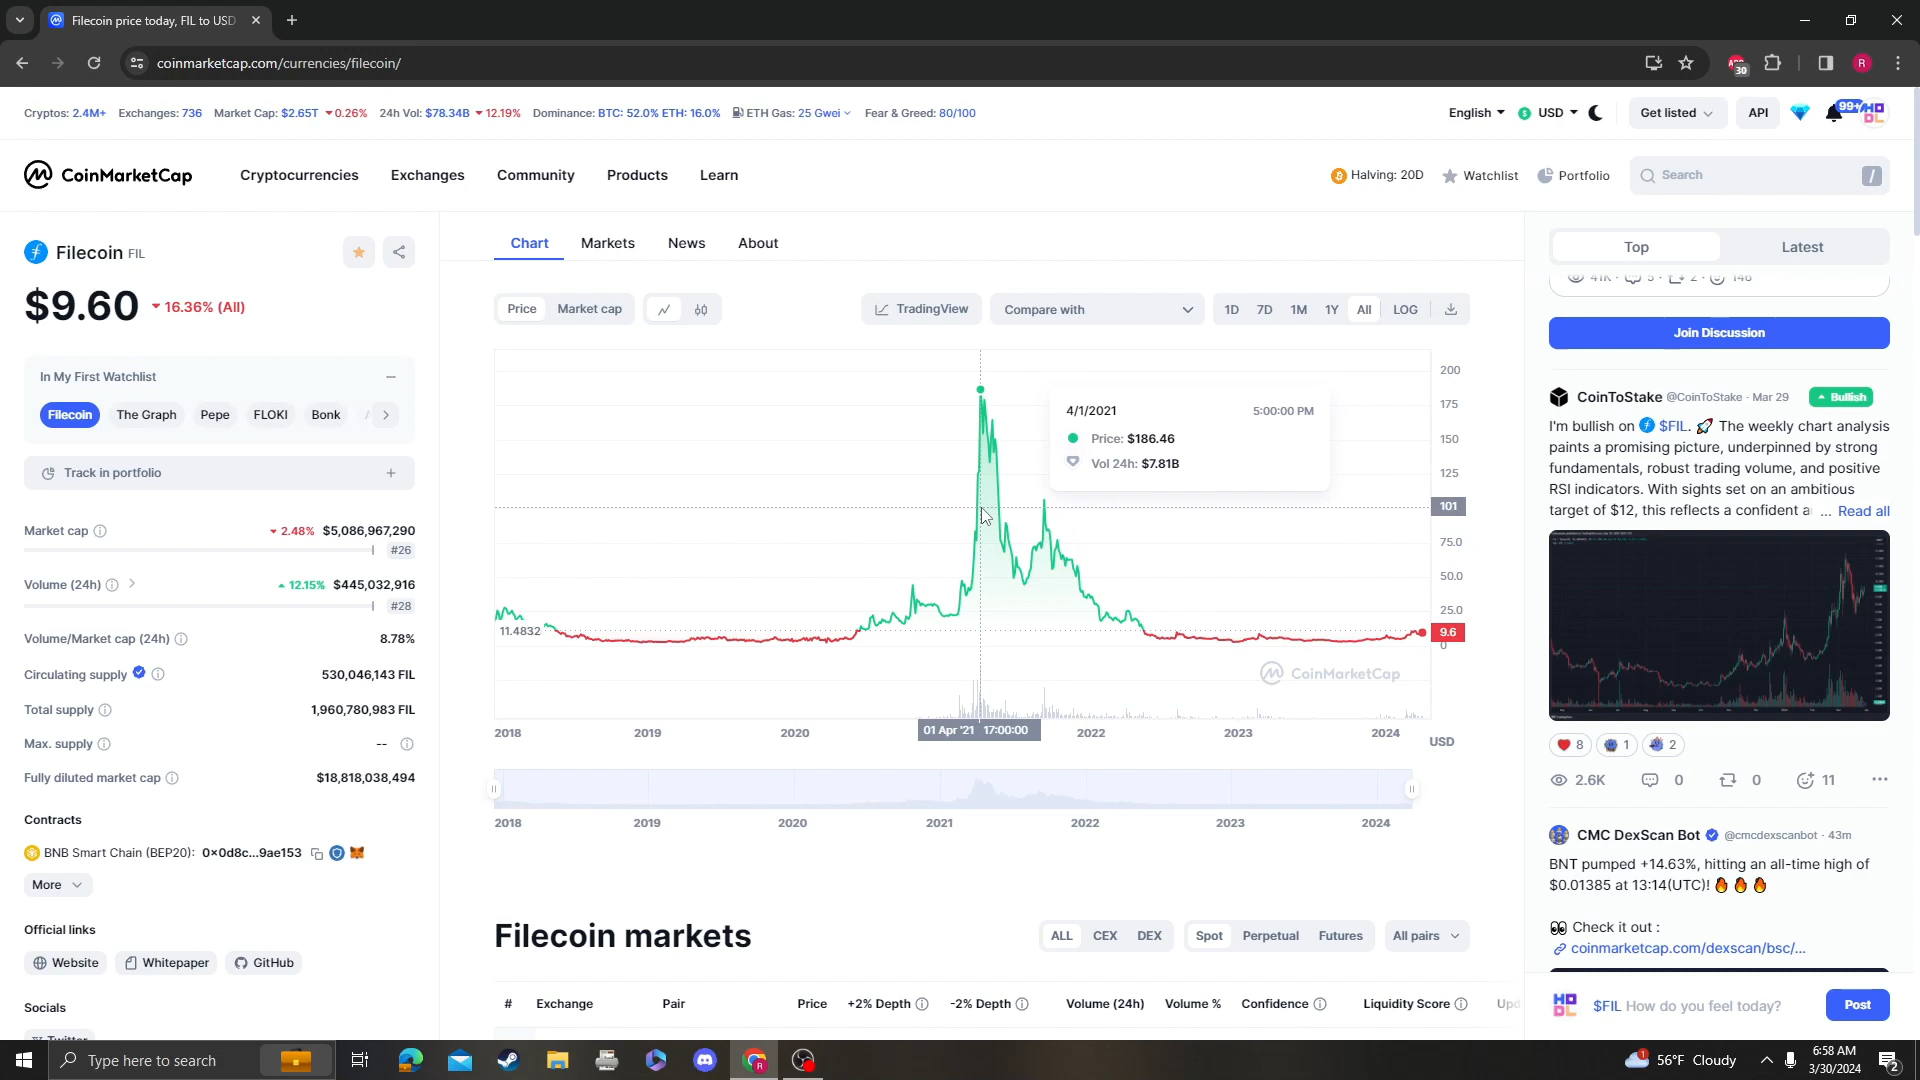 Filecoin price today, FIL to USD
coinmarketcap.com/currencies/filecoin/
30
R
Cryptos: 2.4M+ Exchanges: 736 Market Cap: $2.65T 0.26% 24h Vol: $78.34B 12.19% Dominance: BTC: 52.0% ETH: 16.0% ETH Gas: 25 Gwei Fear & Greed: 80/100
English USD Get listed API 99+
CoinMarketCap
Cryptocurrencies Exchanges Community Products Learn
Halving: 20D Watchlist Portfolio Search /
Filecoin FIL
$9.60 16.36% (All)
In My First Watchlist
Filecoin The Graph Pepe FLOKI Bonk
Track in portfolio +
Market cap 2.48% $5,086,967,290
#26
Volume (24h) 12.15% $445,032,916
#28
Volume/Market cap (24h) 8.78%
Circulating supply 530,046,143 FIL
Total supply 1,960,780,983 FIL
Max. supply --
Fully diluted market cap $18,818,038,494
Contracts
BNB Smart Chain (BEP20): 0x0d8c...9ae153
More
Official links
Website Whitepaper GitHub
Socials
Twitter
Chart Markets News About
Price Market cap TradingView Compare with 1D 7D 1M 1Y All LOG
200
175
150
125
101
75.0
50.0
25.0
9.6
0
4/1/2021 5:00:00 PM
Price: $186.46
Vol 24h: $7.81B
11.4832
CoinMarketCap
2018 2019 2020 01 Apr '21 17:00:00 2022 2023 2024
USD
2018 2019 2020 2021 2022 2023 2024
Filecoin markets
ALL CEX DEX Spot Perpetual Futures All pairs
# Exchange Pair Price +2% Depth -2% Depth Volume (24h) Volume % Confidence Liquidity Score
Top Latest
41K 5 2 146
Join Discussion
CoinToStake @CoinToStake · Mar 29 Bullish
I'm bullish on $FIL. 🚀 The weekly chart analysis
paints a promising picture, underpinned by strong
fundamentals, robust trading volume, and positive
RSI indicators. With sights set on an ambitious
target of $12, this reflects a confident a ... Read all
8 1 2
2.6K 0 0 11
CMC DexScan Bot @cmcdexscanbot · 43m
BNT pumped +14.63%, hitting an all-time high of
$0.01385 at 13:14(UTC)! 🔥 🔥 🔥
👀 Check it out :
coinmarketcap.com/dexscan/bsc/...
HODL $FIL How do you feel today? Post
Type here to search
56°F Cloudy
6:58 AM
3/30/2024
2